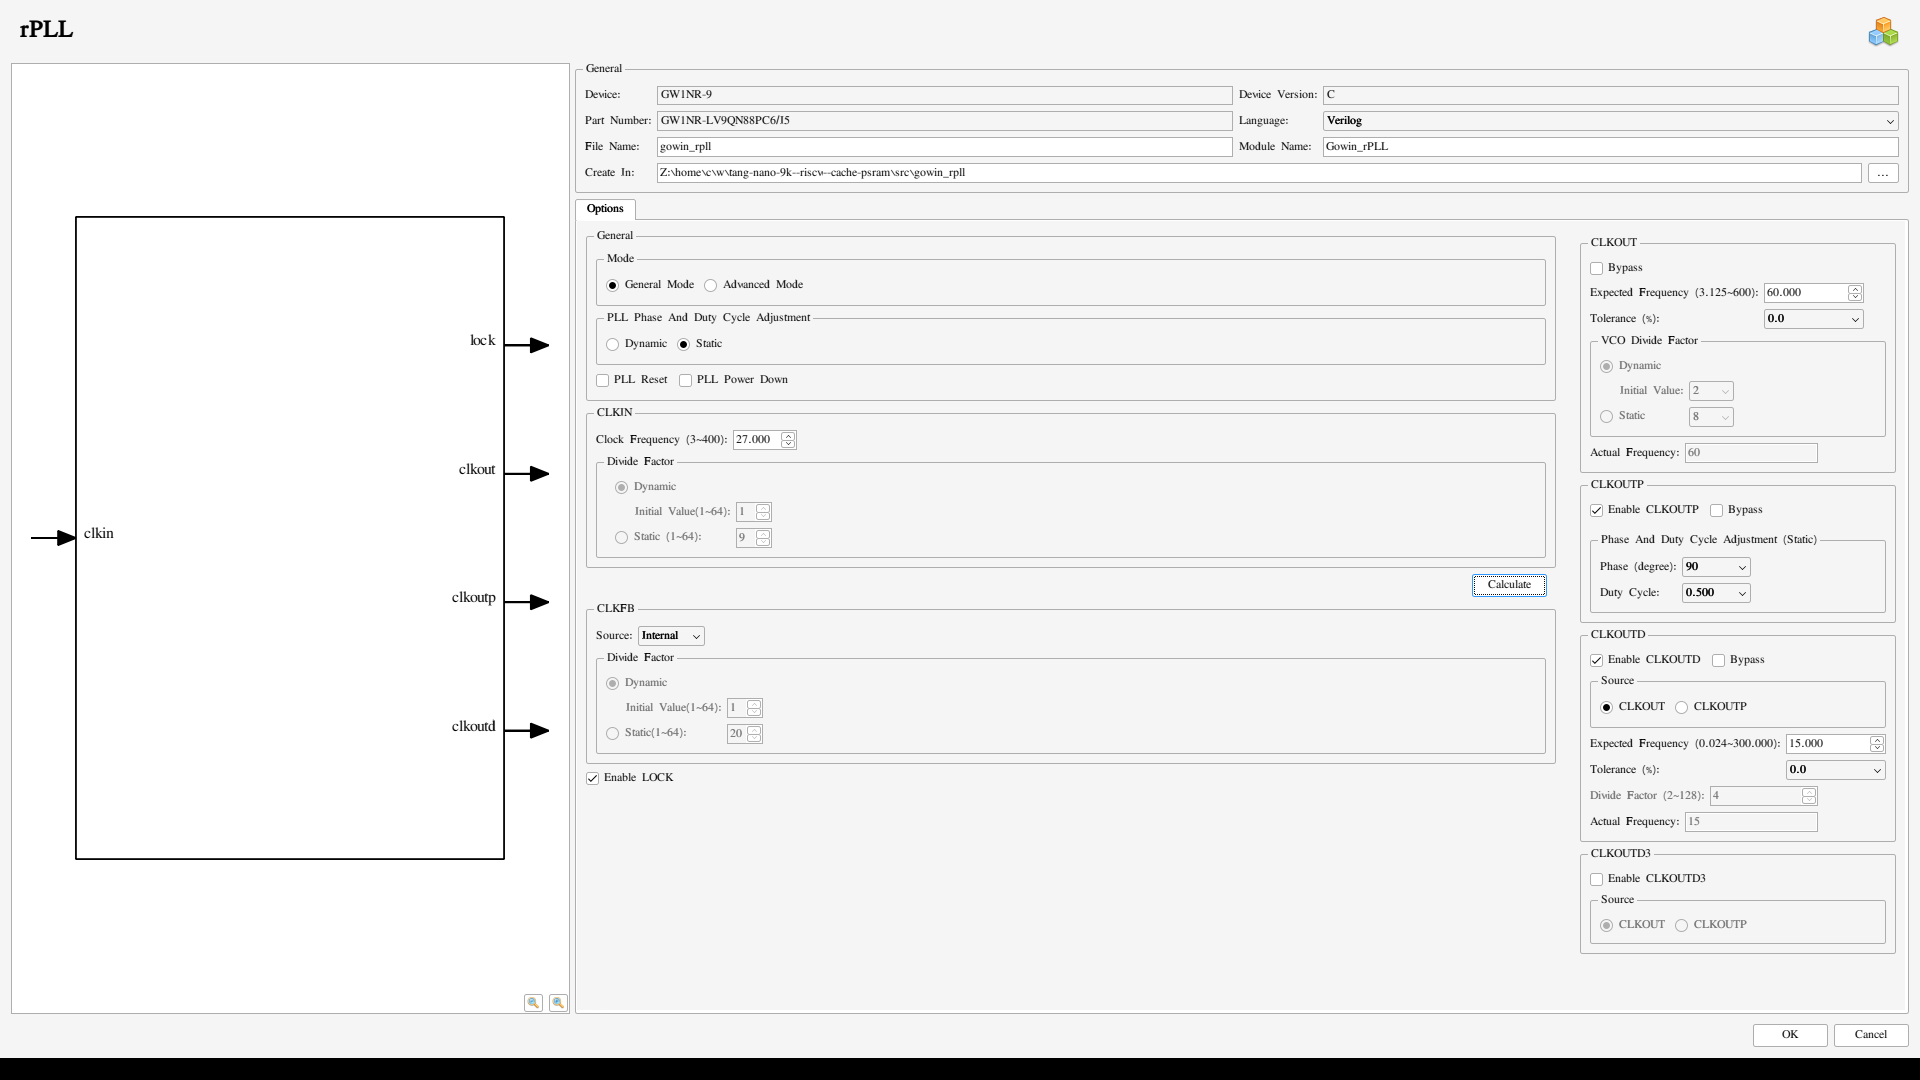 rPLL
lock
clkout
clkin
clkoutp
clkoutd
General
Device: GW1NR-9 Device Version: C
Part Number: GW1NR-LV9QN88PC6/I5 Language: Verilog
File Name: gowin_rpll Module Name: Gowin_rPLL
Create In: Z:\home\c\w\tang-nano-9k--riscv--cache-psram\src\gowin_rpll ...
Options
General
Mode
General Mode Advanced Mode
PLL Phase And Duty Cycle Adjustment
Dynamic Static
PLL Reset PLL Power Down
CLKIN
Clock Frequency (3~400): 27.000
Divide Factor
Dynamic
Initial Value(1~64): 1
Static (1~64): 9
Calculate
CLKFB
Source: Internal
Divide Factor
Dynamic
Initial Value(1~64): 1
Static(1~64): 20
Enable LOCK
CLKOUT
Bypass
Expected Frequency (3.125~600): 60.000
Tolerance (%): 0.0
VCO Divide Factor
Dynamic
Initial Value: 2
Static 8
Actual Frequency: 60
CLKOUTP
Enable CLKOUTP Bypass
Phase And Duty Cycle Adjustment (Static)
Phase (degree): 90
Duty Cycle: 0.500
CLKOUTD
Enable CLKOUTD Bypass
Source
CLKOUT CLKOUTP
Expected Frequency (0.024~300.000): 15.000
Tolerance (%): 0.0
Divide Factor (2~128): 4
Actual Frequency: 15
CLKOUTD3
Enable CLKOUTD3
Source
CLKOUT CLKOUTP
OK Cancel